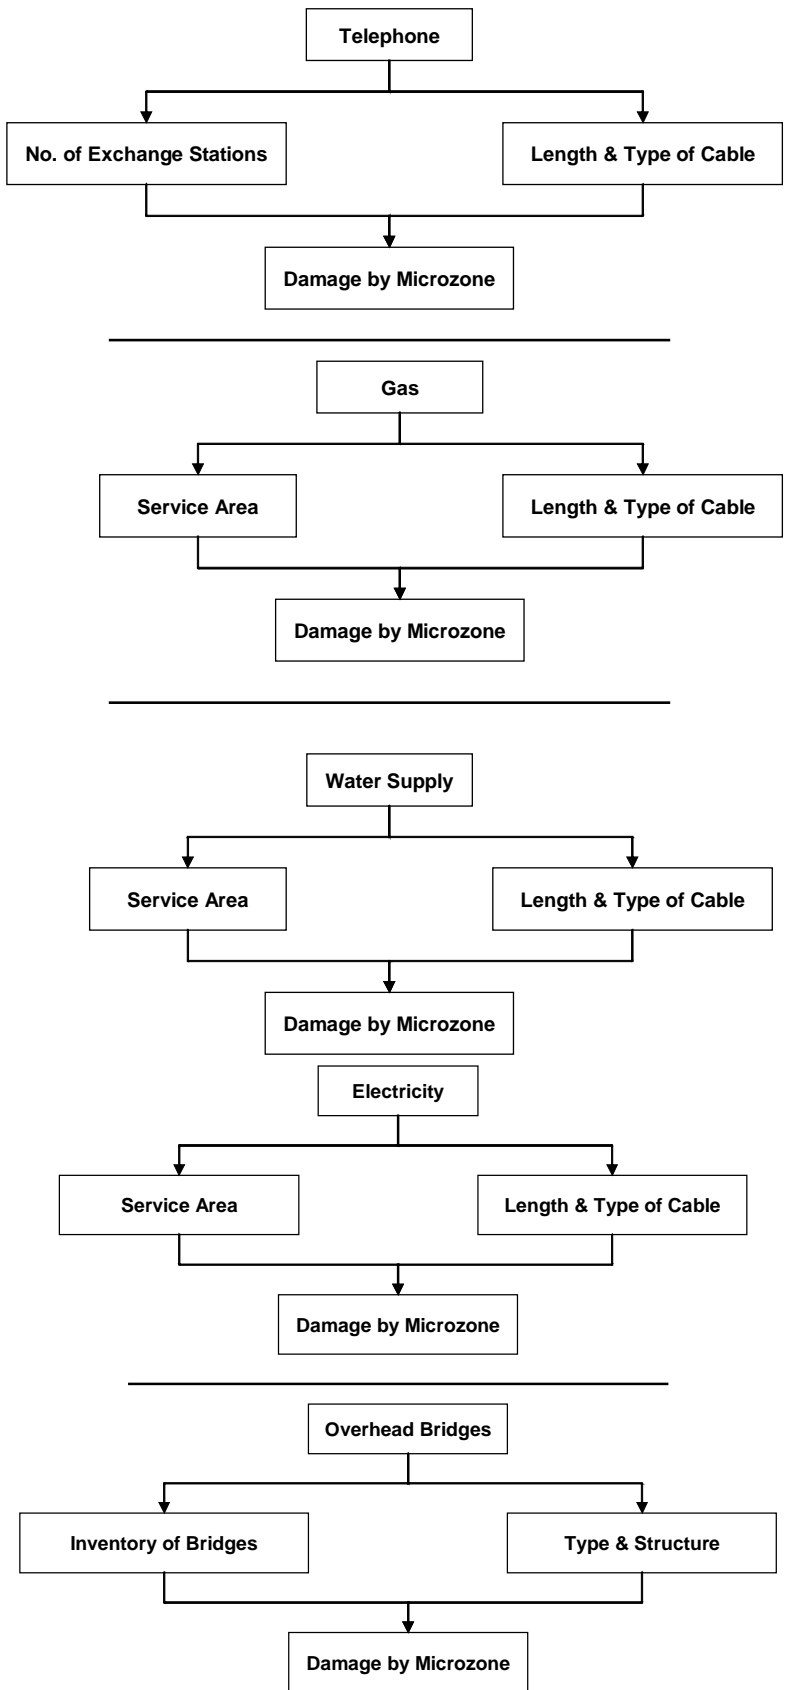 Telephone
No. of Exchange Stations
Length & Type of Cable
Damage by Microzone
Gas
Service Area
Length & Type of Cable
Damage by Microzone
Water Supply
Service Area
Length & Type of Cable
Damage by Microzone
Electricity
Service Area
Length & Type of Cable
Damage by Microzone
Overhead Bridges
Inventory of Bridges
Type & Structure
Damage by Microzone